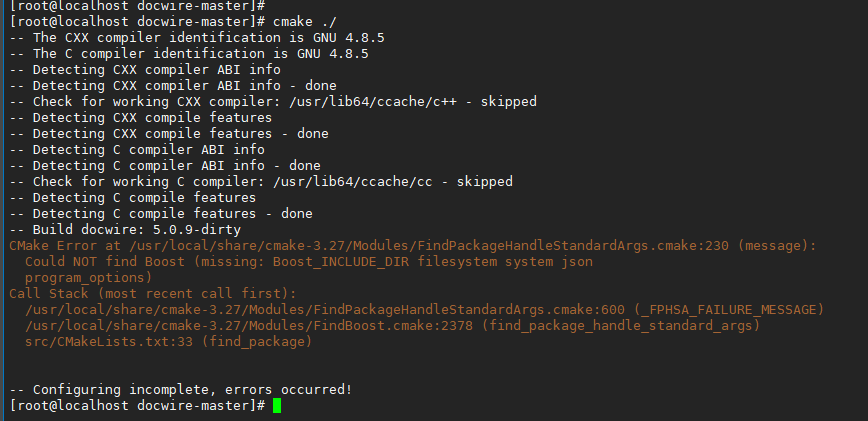 [root@localhost docwire-master]#
[root@localhost docwire-master]# cmake ./
-- The CXX compiler identification is GNU 4.8.5
-- The C compiler identification is GNU 4.8.5
-- Detecting CXX compiler ABI info
-- Detecting CXX compiler ABI info - done
-- Check for working CXX compiler: /usr/lib64/ccache/c++ - skipped
-- Detecting CXX compile features
-- Detecting CXX compile features - done
-- Detecting C compiler ABI info
-- Detecting C compiler ABI info - done
-- Check for working C compiler: /usr/lib64/ccache/cc - skipped
-- Detecting C compile features
-- Detecting C compile features - done
-- Build docwire: 5.0.9-dirty
CMake Error at /usr/local/share/cmake-3.27/Modules/FindPackageHandleStandardArgs.cmake:230 (message):
  Could NOT find Boost (missing: Boost_INCLUDE_DIR filesystem system json
  program_options)
Call Stack (most recent call first):
  /usr/local/share/cmake-3.27/Modules/FindPackageHandleStandardArgs.cmake:600 (_FPHSA_FAILURE_MESSAGE)
  /usr/local/share/cmake-3.27/Modules/FindBoost.cmake:2378 (find_package_handle_standard_args)
  src/CMakeLists.txt:33 (find_package)
-- Configuring incomplete, errors occurred!
[root@localhost docwire-master]#